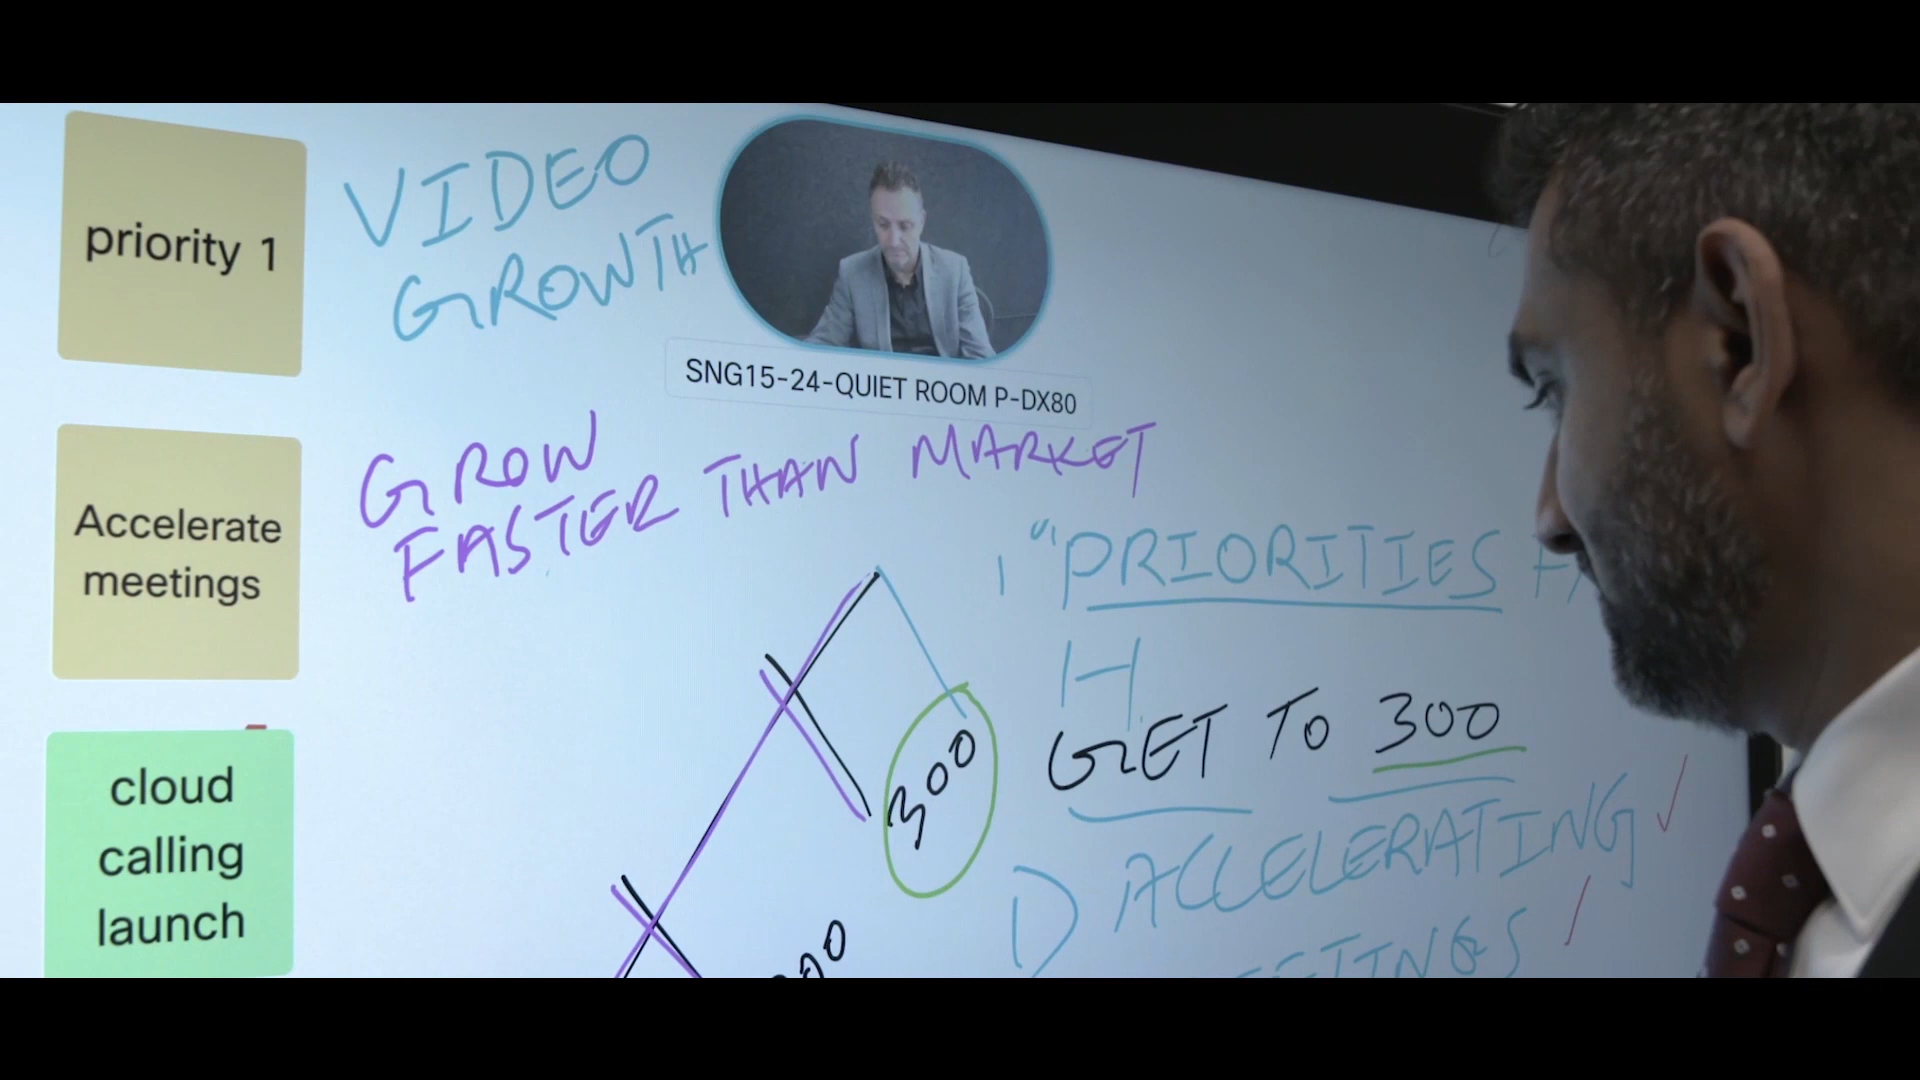 priority 1
VIDEO
GROWTH
SNG15-24-QUIET ROOM P-DX80
Accelerate
meetings
GROW
FASTER THAN MARKET
1 "PRIORITIES
H
GET TO 300
300
cloud
calling
launch
D ACCELERATING